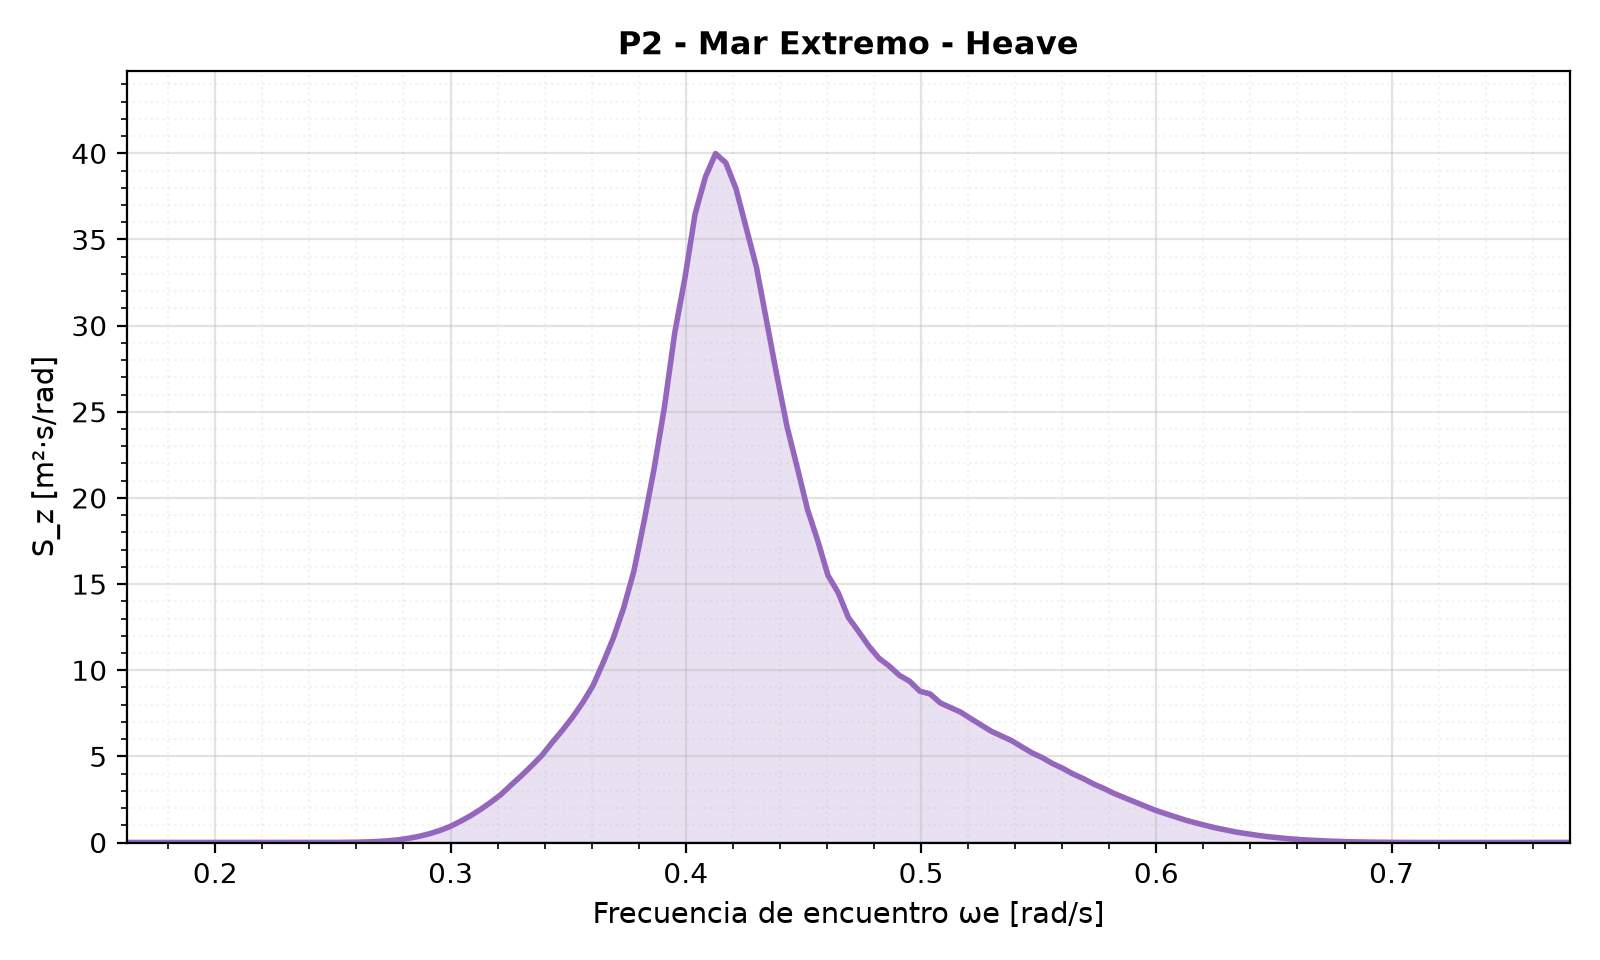 P2 - Mar Extremo - Heave
S_z [m²·s/rad]
40
35
30
25
20
15
10
5
0
0.2 0.3 0.4 0.5 0.6 0.7
Frecuencia de encuentro ωe [rad/s]